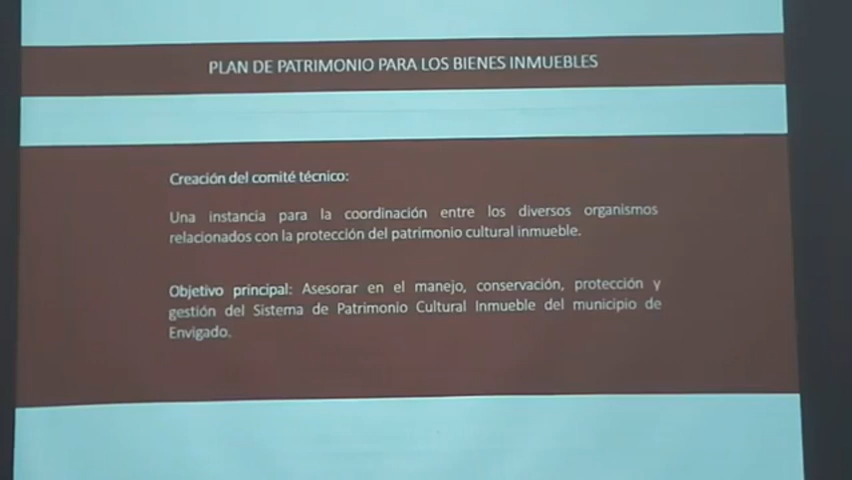 PLAN DE PATRIMONIO PARA LOS BIENES INMUEBLES
Creación del comité técnico:
Una instancia para la coordinación entre los diversos organismos
relacionados con la protección del patrimonio cultural inmueble.
Objetivo principal: Asesorar en el manejo, conservación, protección y
gestión del Sistema de Patrimonio Cultural Inmueble del municipio de
Envigado.